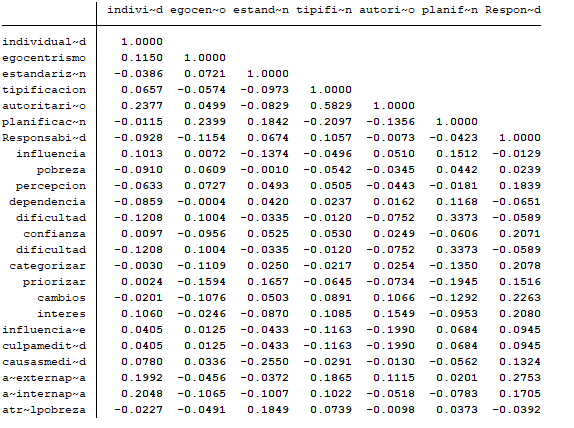 indivi~d egocen~o estand~n tipifi~n autori~o planif~n Respon~d
individual~d 1.0000
egocentrismo 0.1150 1.0000
estandariz~n -0.0386 0.0721 1.0000
tipificacion 0.0657 -0.0574 -0.0973 1.0000
autoritari~o 0.2377 0.0499 -0.0829 0.5829 1.0000
planificac~n -0.0115 0.2399 0.1842 -0.2097 -0.1356 1.0000
Responsabi~d -0.0928 -0.1154 0.0674 0.1057 -0.0073 -0.0423 1.0000
influencia 0.1013 0.0072 -0.1374 -0.0496 0.0510 0.1512 -0.0129
pobreza -0.0910 0.0609 -0.0010 -0.0542 -0.0345 0.0442 0.0239
percepcion -0.0633 0.0727 0.0493 0.0505 -0.0443 -0.0181 0.1839
dependencia -0.0859 -0.0004 0.0420 0.0237 0.0162 0.1168 -0.0651
dificultad -0.1208 0.1004 -0.0335 -0.0120 -0.0752 0.3373 -0.0589
confianza 0.0097 -0.0956 0.0525 0.0530 0.0249 -0.0606 0.2071
dificultad -0.1208 0.1004 -0.0335 -0.0120 -0.0752 0.3373 -0.0589
categorizar -0.0030 -0.1109 0.0250 -0.0217 0.0254 -0.1350 0.2078
priorizar 0.0024 -0.1594 0.1657 -0.0645 -0.0734 -0.1945 0.1516
cambios -0.0201 -0.1076 0.0503 0.0891 0.1066 -0.1292 0.2263
interes 0.1060 -0.0246 -0.0870 0.1085 0.1549 -0.0953 0.2080
influencia~e 0.0405 0.0125 -0.0433 -0.1163 -0.1990 0.0684 0.0945
culpamedit~d 0.0405 0.0125 -0.0433 -0.1163 -0.1990 0.0684 0.0945
causasmedi~d 0.0780 0.0336 -0.2550 -0.0291 -0.0130 -0.0562 0.1324
a~externap~a 0.1992 -0.0456 -0.0372 0.1865 0.1115 0.0201 0.2753
a~internap~a 0.2048 -0.1065 -0.1007 0.1022 -0.0518 -0.0783 0.1705
atr~lpobreza -0.0227 -0.0491 0.1849 0.0739 -0.0098 0.0373 -0.0392